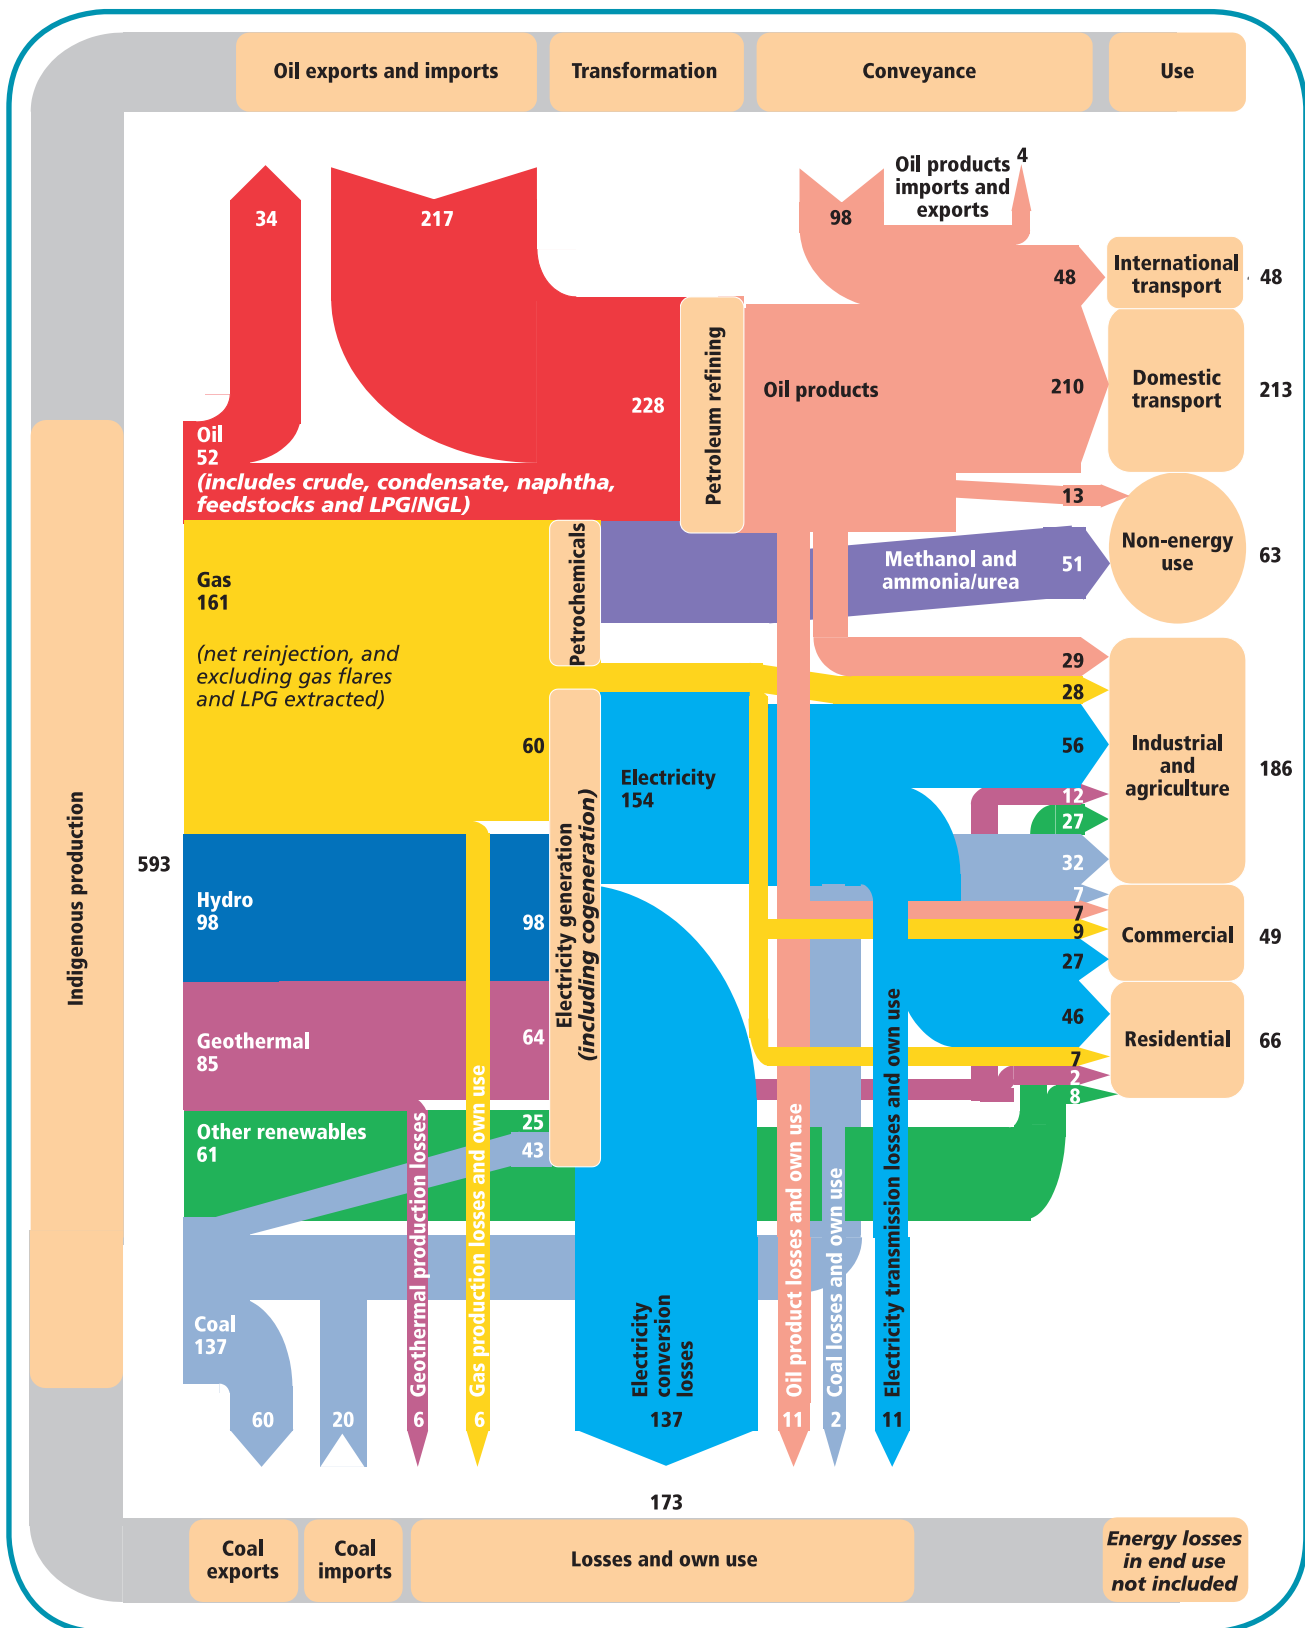 Oil exports and imports
Transformation
Conveyance
Use
34
217
98
Oil products
imports and
exports
4
48
International
transport
48
Oil
52
(includes crude, condensate, naphtha,
feedstocks and LPG/NGL)
228
Petroleum refining
Oil products
210
Domestic
transport
213
13
Non-energy
use
63
Gas
161
(net reinjection, and
excluding gas flares
and LPG extracted)
Petrochemicals
Methanol and
ammonia/urea
51
29
28
60
Electricity
154
56
Industrial
and
agriculture
186
12
27
32
Indigenous production
593
Hydro
98
98
Electricity generation
(including cogeneration)
7
7
9
27
Commercial
49
Geothermal
85
64
46
Residential
66
7
2
8
Other renewables
61
25
43
Coal
137
60
20
Geothermal production losses
6
Gas production losses and own use
6
Electricity
conversion
losses
137
Oil product losses and own use
11
Coal losses and own use
2
Electricity transmission losses and own use
11
173
Coal
exports
Coal
imports
Losses and own use
Energy losses
in end use
not included